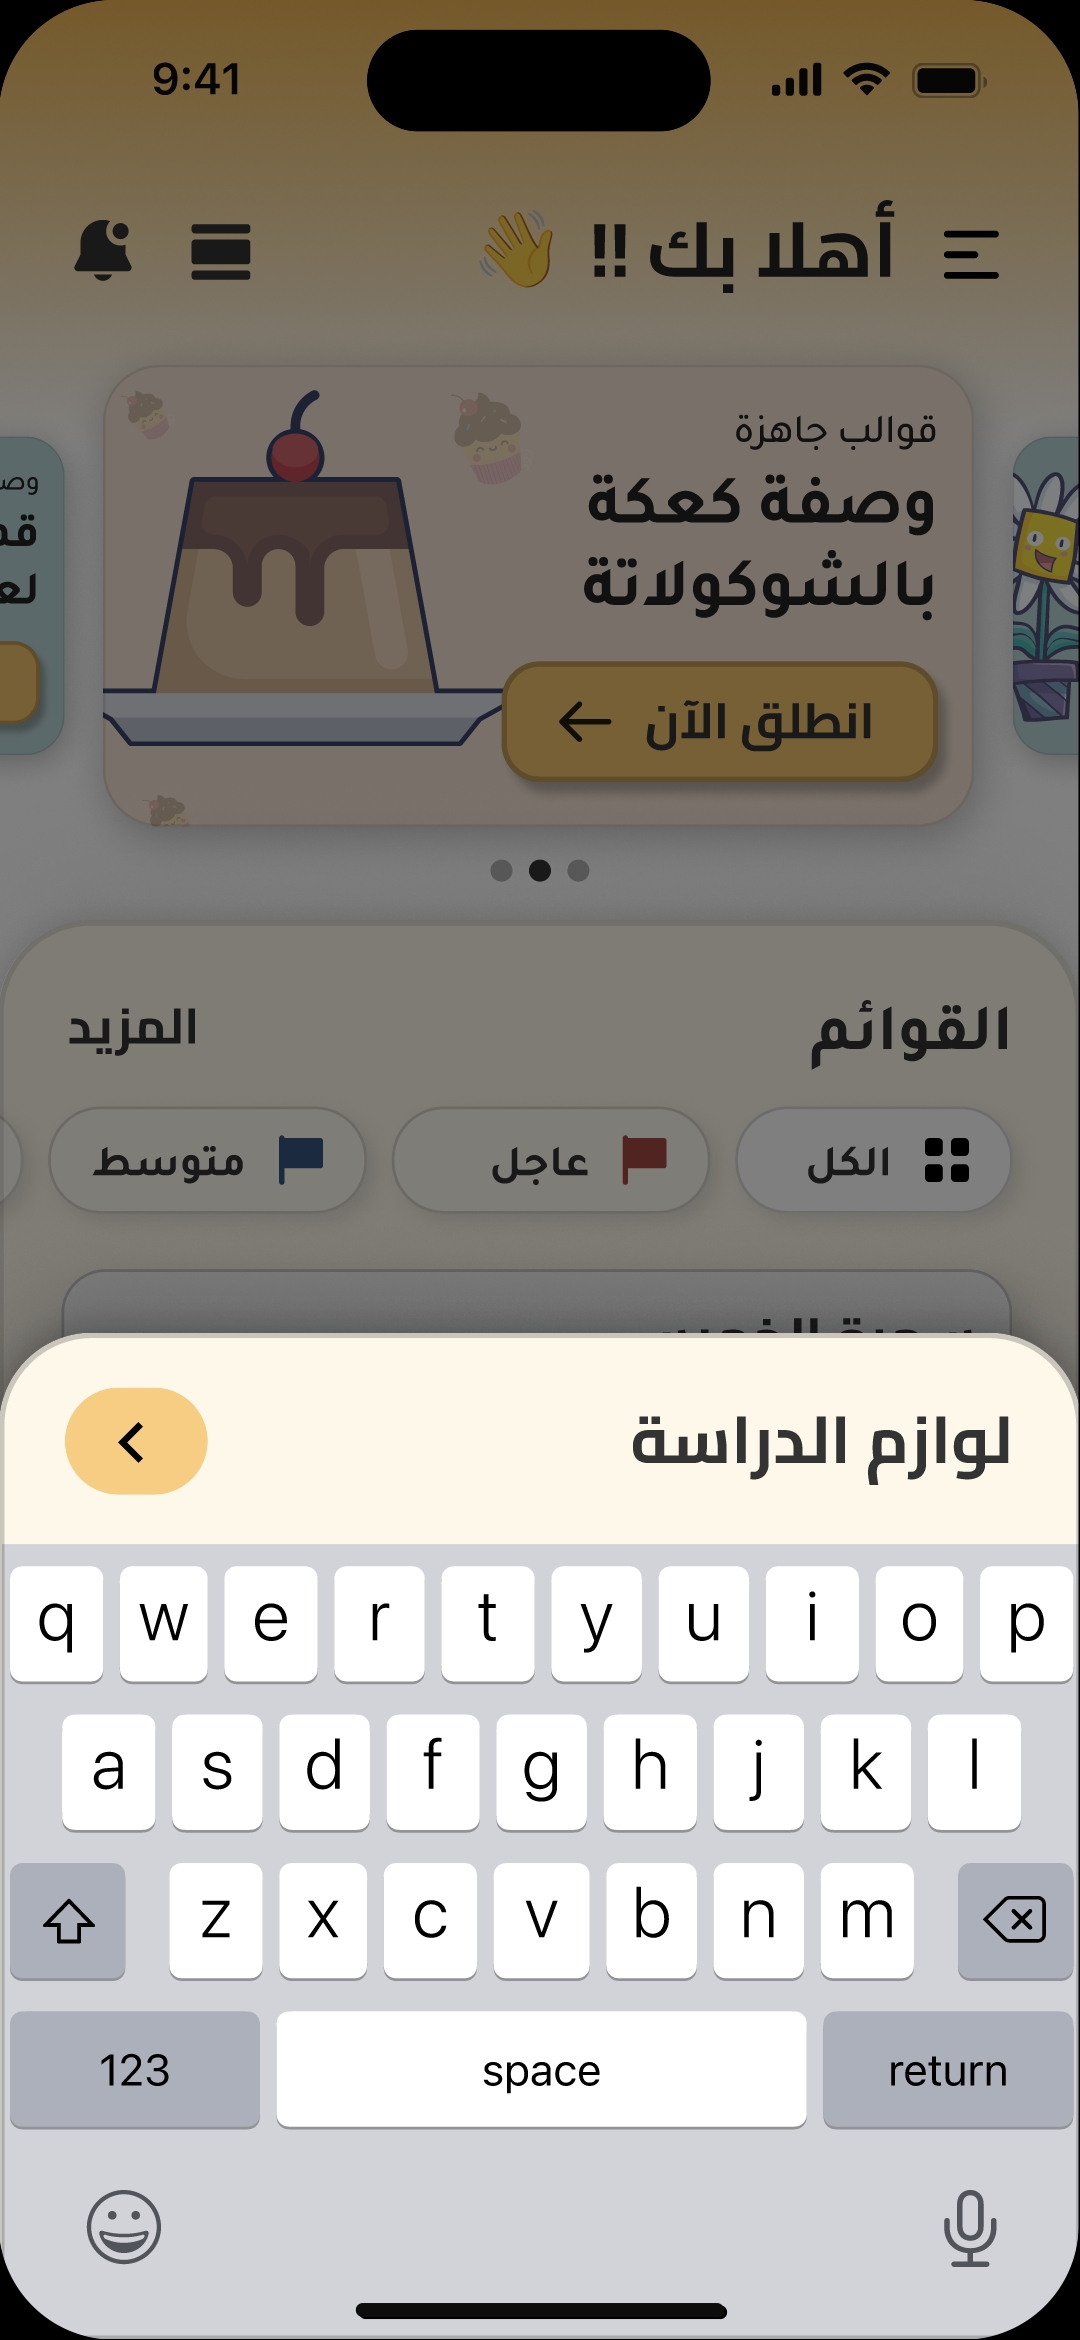 9:41
أهلا بك !!
قوالب جاهزة
وصفة كعكة
بالشوكولاتة
انطلق الآن
القوائم
المزيد
الكل
عاجل
متوسط
لوازم الدراسة
q w e r t y u i o p
a s d f g h j k l
z x c v b n m
123 space return